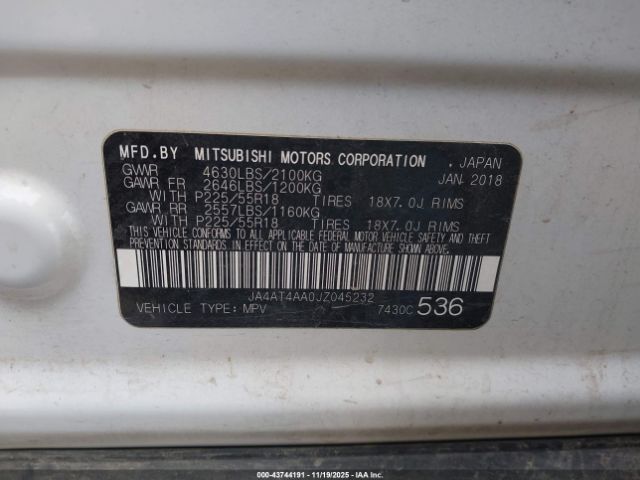 MFD.BY MITSUBISHI MOTORS CORPORATION , JAPAN
GVWR 4630LBS/2100KG JAN. 2018
GAWR FR 2646LBS/1200KG
WITH P225/55R18 TIRES 18X7.0J RIMS
GAWR RR 2557LBS/1160KG
WITH P225/55R18 TIRES 18X7.0J RIMS
THIS VEHICLE CONFORMS TO ALL APPLICABLE FEDERAL MOTOR VEHICLE SAFETY AND THEFT
PREVENTION STANDARDS IN EFFECT ON THE DATE OF MANUFACTURE SHOWN ABOVE.
JA4AT4AA0JZ045232
VEHICLE TYPE:MPV 7430C 536
000-43744191 - 11/19/2025 - IAAI.COM